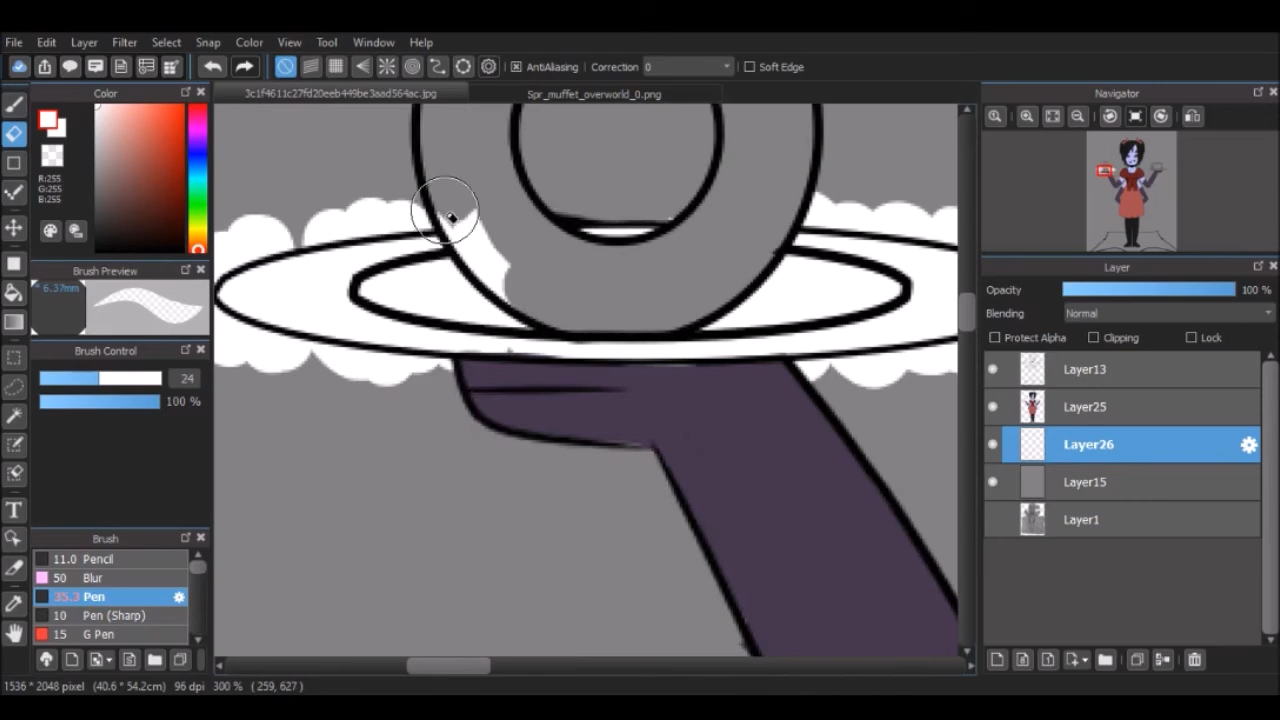 File Edit Layer Filter Select Snap Color View Tool Window Help
AntiAliasing Correction 0 Soft Edge
3c1f4611c27fd20eeb449be3aad564ac.jpg Spr_muffet_overworld_0.png
Color
R:255
G:255
B:255
Brush Preview
* 6.37mm
Brush Control
24
100 %
Brush
11.0 Pencil
50 Blur
35.3 Pen
10 Pen (Sharp)
15 G Pen
Navigator
Layer
Opacity 100 %
Blending Normal
Protect Alpha Clipping Lock
Layer13
Layer25
Layer26
Layer15
Layer1
1536 * 2048 pixel (40.6 * 54.2cm) 96 dpi 300 % ( 259, 627 )